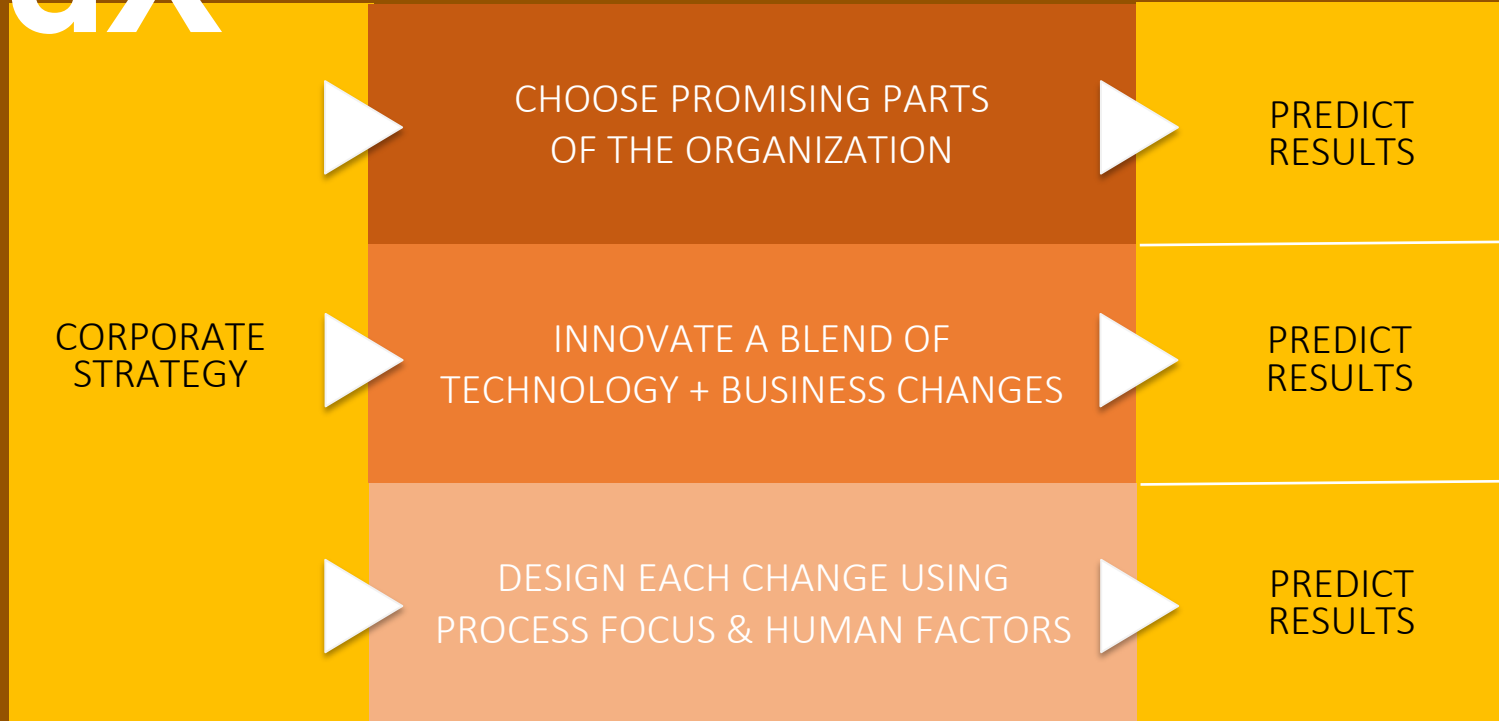 CHOOSE PROMISING PARTS
OF THE ORGANIZATION
PREDICT
RESULTS
CORPORATE
STRATEGY
INNOVATE A BLEND OF
TECHNOLOGY + BUSINESS CHANGES
PREDICT
RESULTS
DESIGN EACH CHANGE USING
PROCESS FOCUS & HUMAN FACTORS
PREDICT
RESULTS